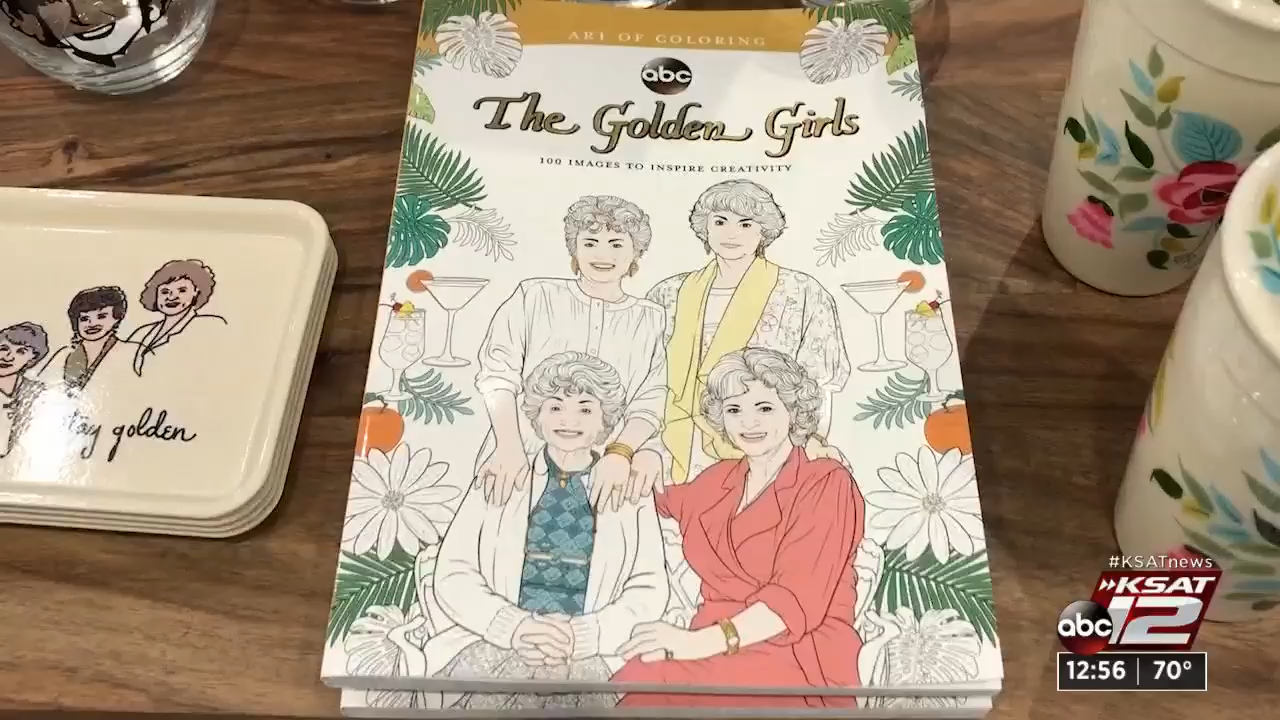 ART OF COLORING
abc
The Golden Girls
100 IMAGES TO INSPIRE CREATIVITY
stay golden
#KSATnews
KSAT
abc 12
12:56 70°